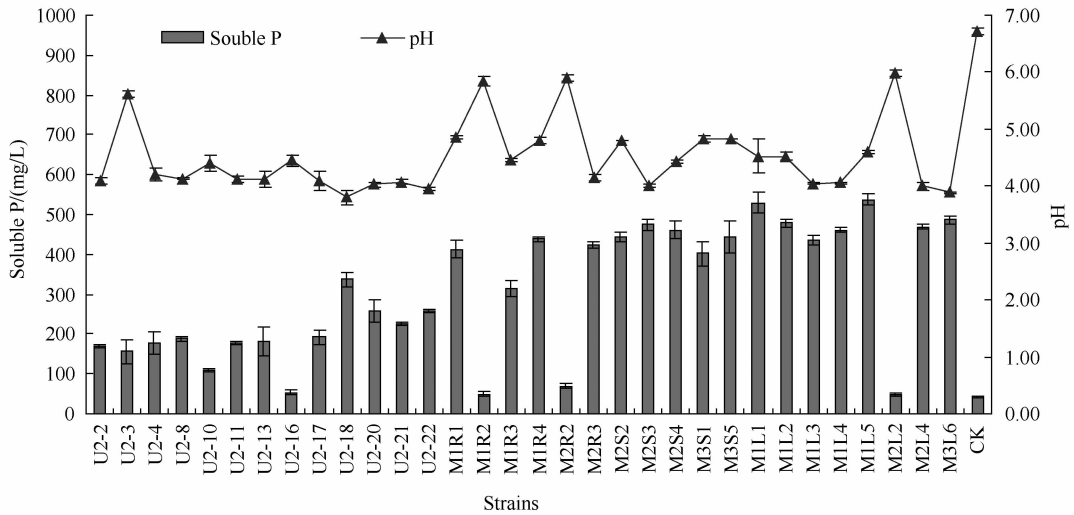 1000
900
800
700
600
500
400
300
200
100
0
Soluble P/(mg/L)
Souble P
pH
7.00
6.00
5.00
4.00
3.00
2.00
1.00
0.00
pH
U2-2
U2-3
U2-4
U2-8
U2-10
U2-11
U2-13
U2-16
U2-17
U2-18
U2-20
U2-21
U2-22
M1R1
M1R2
M1R3
M1R4
M2R2
M2R3
M2S2
M2S3
M2S4
M3S1
M3S5
M1L1
M1L2
M1L3
M1L4
M1L5
M2L2
M2L4
M3L6
CK
Strains